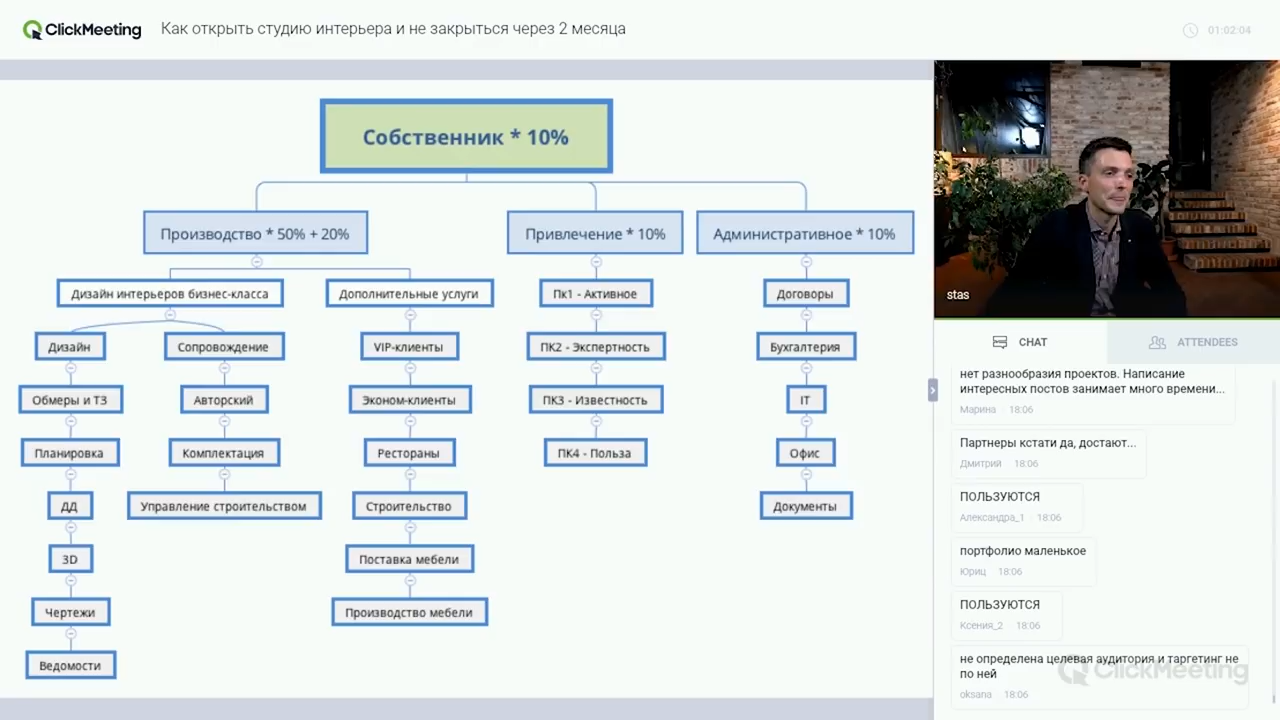 ClickMeeting
Как открыть студию интерьера и не закрыться через 2 месяца
01:02:04
Собственник * 10%
Производство * 50% + 20%
Привлечение * 10%
Административное * 10%
Дизайн интерьеров бизнес-класса
Дополнительные услуги
Пк1 - Активное
Договоры
Дизайн
Сопровождение
VIP-клиенты
ПК2 - Экспертность
Бухгалтерия
Обмеры и ТЗ
Авторский
Эконом-клиенты
ПК3 - Известность
IT
Планировка
Комплектация
Рестораны
ПК4 - Польза
Офис
ДД
Управление строительством
Строительство
Документы
3D
Поставка мебели
Чертежи
Производство мебели
Ведомости
stas
CHAT
ATTENDEES
нет разнообразия проектов. Написание
интересных постов занимает много времени...
Марина 18:06
Партнеры кстати да, достают...
Дмитрий 18:06
ПОЛЬЗУЮТСЯ
Александра_1 18:06
портфолио маленькое
Юриц 18:06
ПОЛЬЗУЮТСЯ
Ксения_2 18:06
не определена целевая аудитория и таргетинг не
по ней
oksana 18:06
ClickMeeting